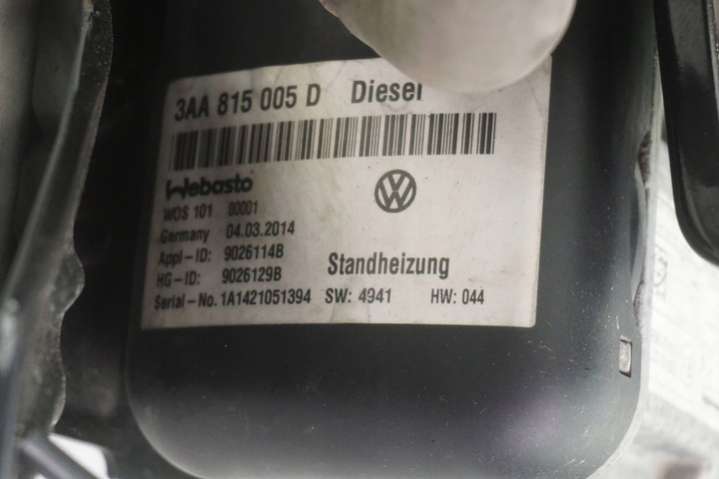 3AA 815 005 D Diesel
Webasto
WOS 101 00001
Germany 04.03.2014
Appl-ID: 9026114B
HG-ID: 9026129B
Standheizung
Serial-No. 1A1421051394 SW: 4941 HW: 044